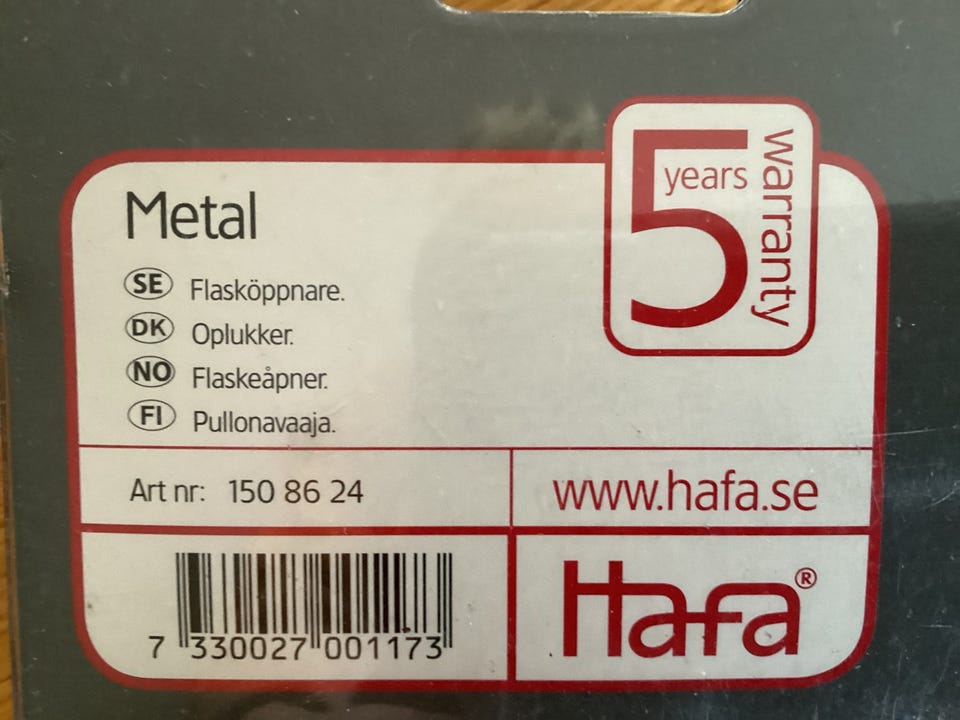 Metal
SE Flasköppnare.
DK Oplukker.
NO Flaskeåpner.
FI Pullonavaaja.
5 years warranty
Art nr: 150 86 24
www.hafa.se
7 330027 001173
Hafa®